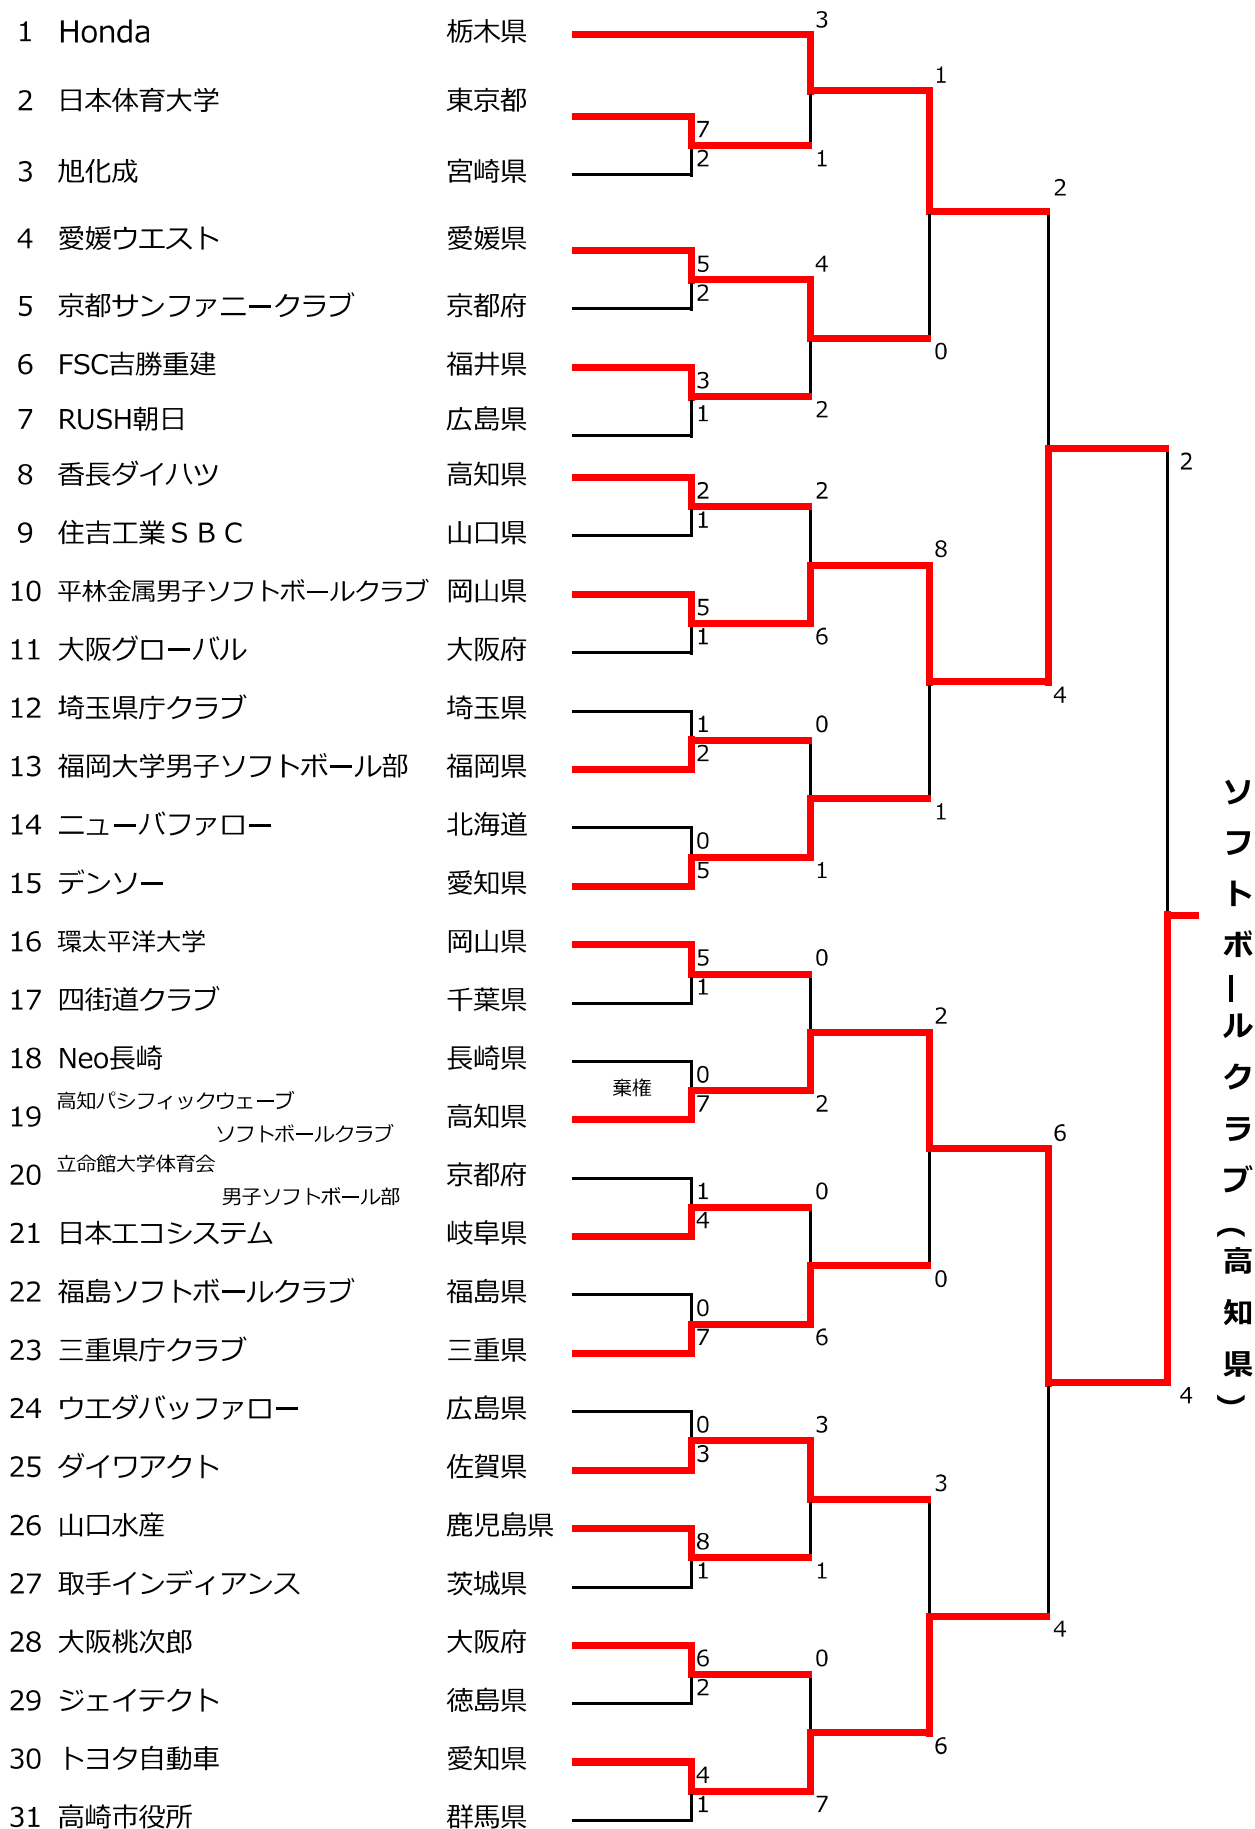 1 Honda 栃木県
2 日本体育大学 東京都
3 旭化成 宮崎県
4 愛媛ウエスト 愛媛県
5 京都サンファニークラブ 京都府
6 FSC吉勝重建 福井県
7 RUSH朝日 広島県
8 香長ダイハツ 高知県
9 住吉工業ＳＢＣ 山口県
10 平林金属男子ソフトボールクラブ 岡山県
11 大阪グローバル 大阪府
12 埼玉県庁クラブ 埼玉県
13 福岡大学男子ソフトボール部 福岡県
14 ニューバファロー 北海道
15 デンソー 愛知県
16 環太平洋大学 岡山県
17 四街道クラブ 千葉県
18 Neo長崎 長崎県
19 高知パシフィックウェーブ
ソフトボールクラブ 高知県
20 立命館大学体育会
男子ソフトボール部 京都府
21 日本エコシステム 岐阜県
22 福島ソフトボールクラブ 福島県
23 三重県庁クラブ 三重県
24 ウエダバッファロー 広島県
25 ダイワアクト 佐賀県
26 山口水産 鹿児島県
27 取手インディアンス 茨城県
28 大阪桃次郎 大阪府
29 ジェイテクト 徳島県
30 トヨタ自動車 愛知県
31 高崎市役所 群馬県
7
2
5
2
3
1
2
1
5
1
1
2
0
5
5
1
棄権
0
7
1
4
0
7
0
3
8
1
6
2
4
1
3
1
4
2
2
6
0
1
0
2
0
6
3
1
0
7
1
0
8
1
2
0
3
6
2
4
6
4
2
4
ソフトボールクラブ（高知県）